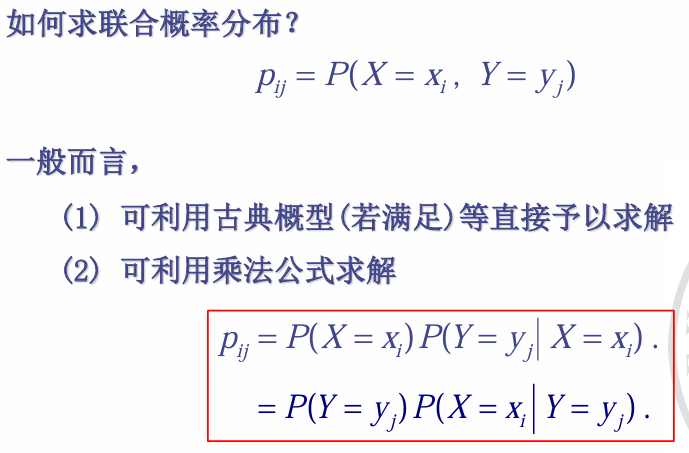 如何求联合概率分布?
p_{ij} = P(X = x_i , Y = y_j)
一般而言,
(1) 可利用古典概型(若满足)等直接予以求解
(2) 可利用乘法公式求解
p_{ij} = P(X = x_i)P(Y = y_j | X = x_i) .
= P(Y = y_j)P(X = x_i | Y = y_j) .